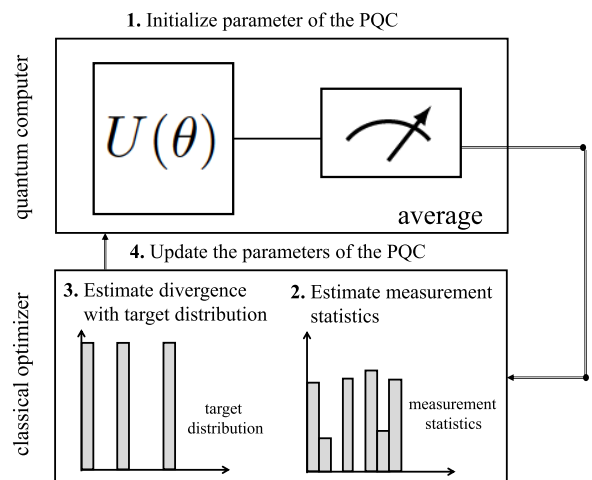 1. Initialize parameter of the PQC
quantum computer
U(θ)
average
4. Update the parameters of the PQC
classical optimizer
3. Estimate divergence
with target distribution
target
distribution
2. Estimate measurement
statistics
measurement
statistics